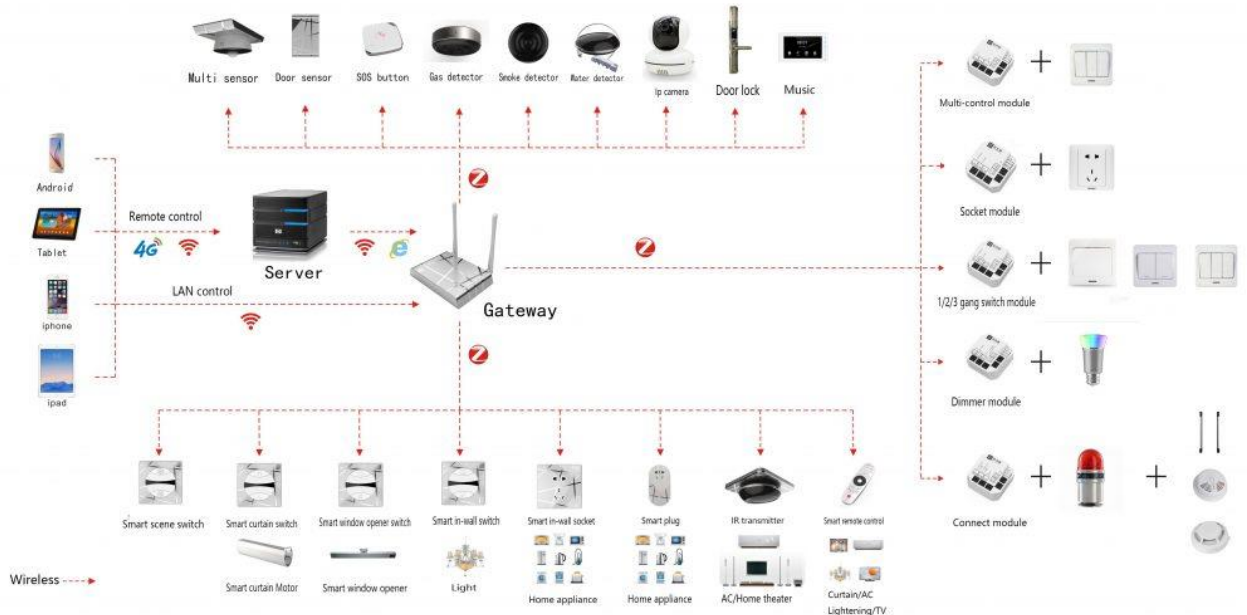 Multi sensor
Door sensor
SOS button
Gas detector
Smoke detector
Water detector
Ip camera
Door lock
Music
Multi-control module
Android
Remote control
4G
Tablet
Server
Socket module
LAN control
iphone
Gateway
1/2/3 gang switch module
ipad
Dimmer module
Smart scene switch
Smart curtain switch
Smart window opener switch
Smart in-wall switch
Smart in-wall socket
Smart plug
IR transmitter
Smart remote control
Connect module
Wireless
Smart curtain Motor
Smart window opener
Light
Home appliance
Home appliance
AC/Home theater
Curtain/AC
Lightening/TV